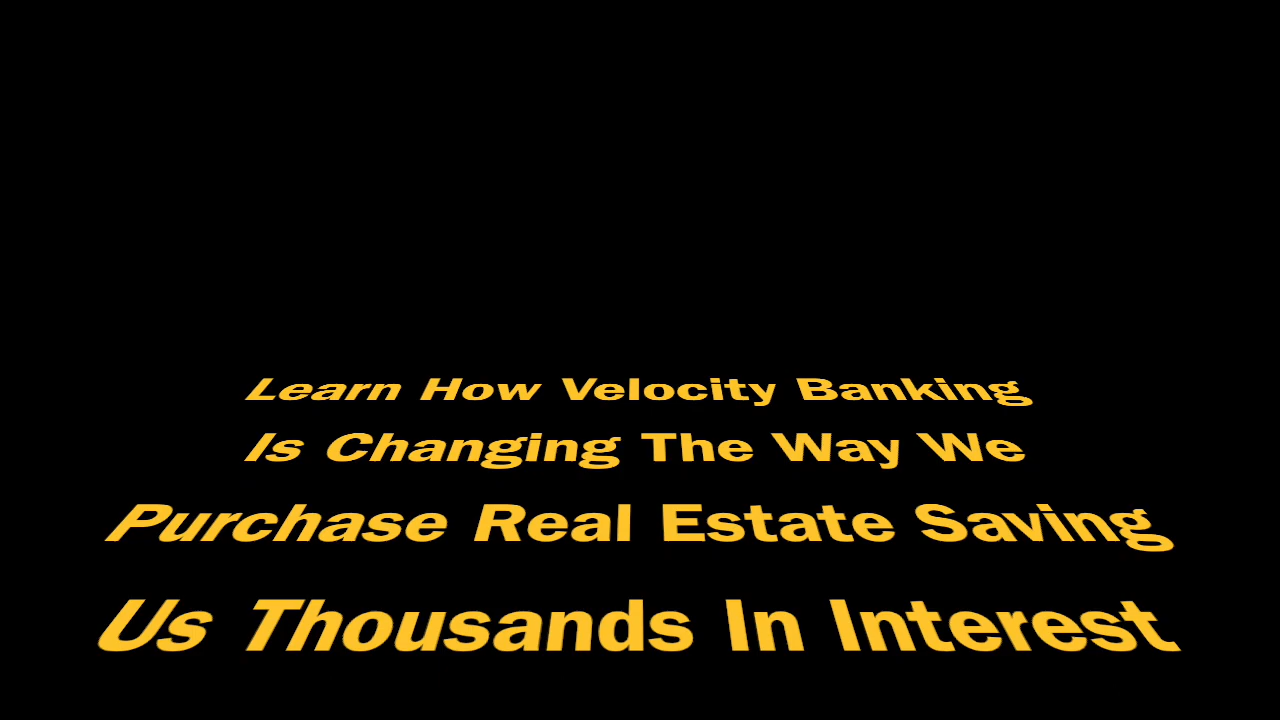 Learn How Velocity Banking
Is Changing The Way We
Purchase Real Estate Saving
Us Thousands In Interest